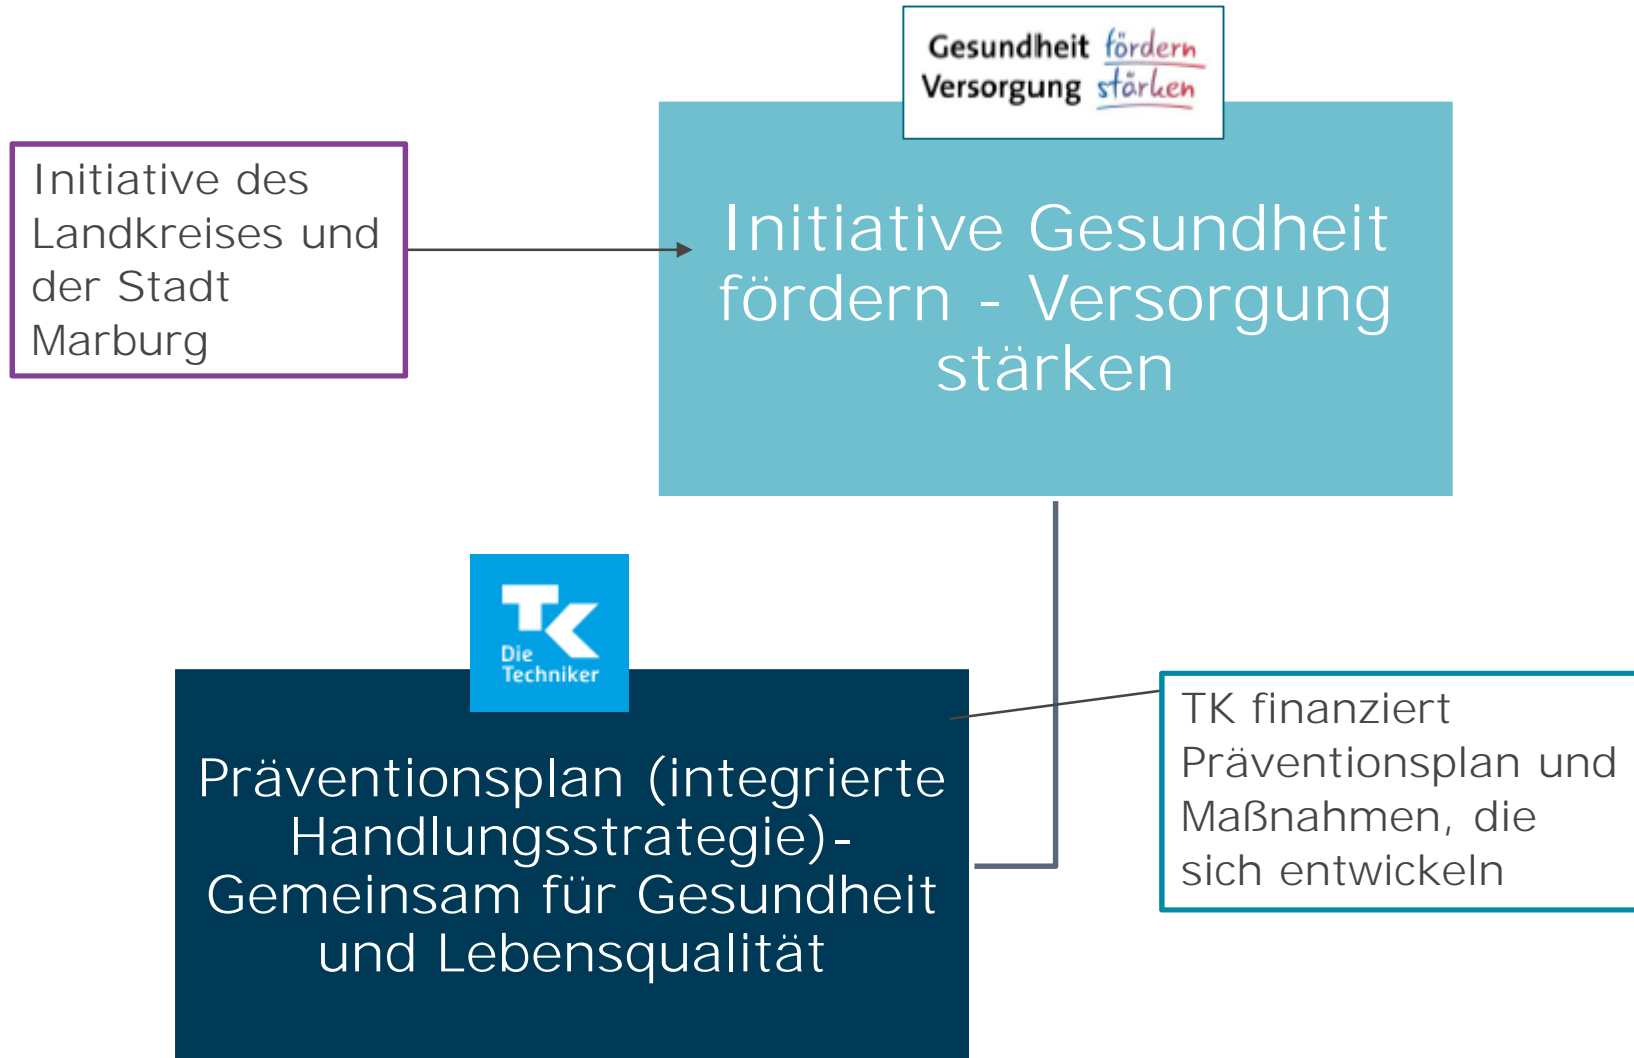 Gesundheit fördern
Versorgung stärken
Initiative des
Landkreises und
der Stadt
Marburg
Initiative Gesundheit
fördern - Versorgung
stärken
TK
Die
Techniker
Präventionsplan (integrierte
Handlungsstrategie)-
Gemeinsam für Gesundheit
und Lebensqualität
TK finanziert
Präventionsplan und
Maßnahmen, die
sich entwickeln